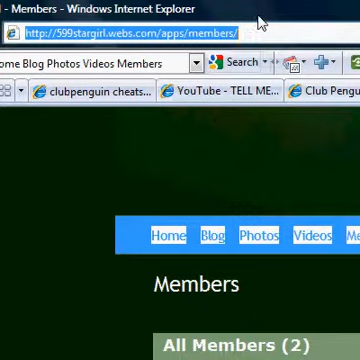 - Members - Windows Internet Explorer
http://599stargirl.webs.com/apps/members/
ome Blog Photos Videos Members
Search
clubpenguin cheats...
YouTube - TELL ME...
Club Pengu
Home Blog Photos Videos Me
Members
All Members (2)